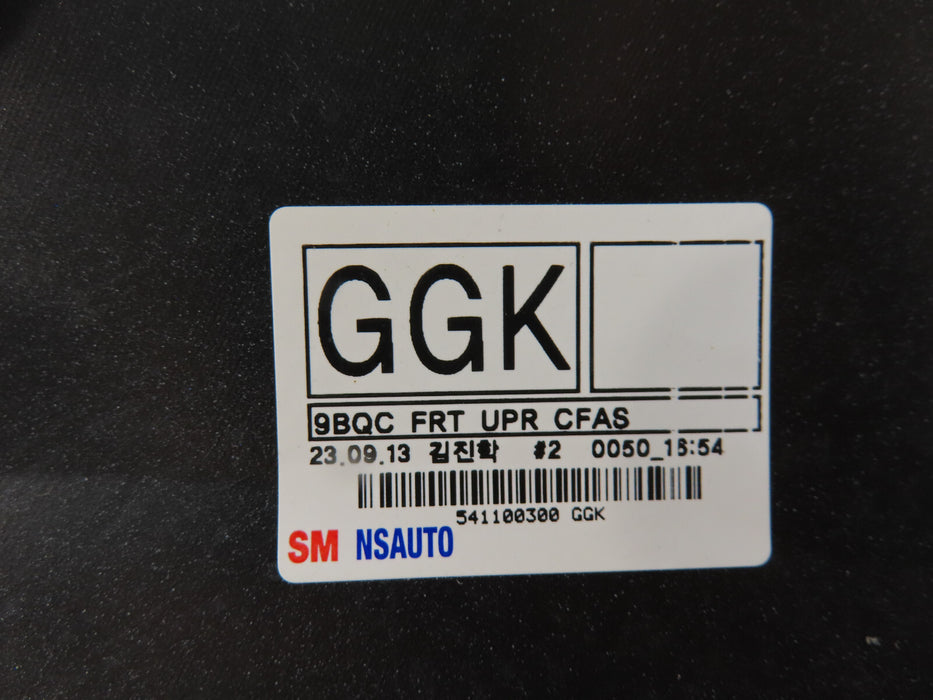 GGK
9BQC FRT UPR CFAS
23.09.13 김진학 #2 0050_16:54
541100300 GGK
SM NSAUTO